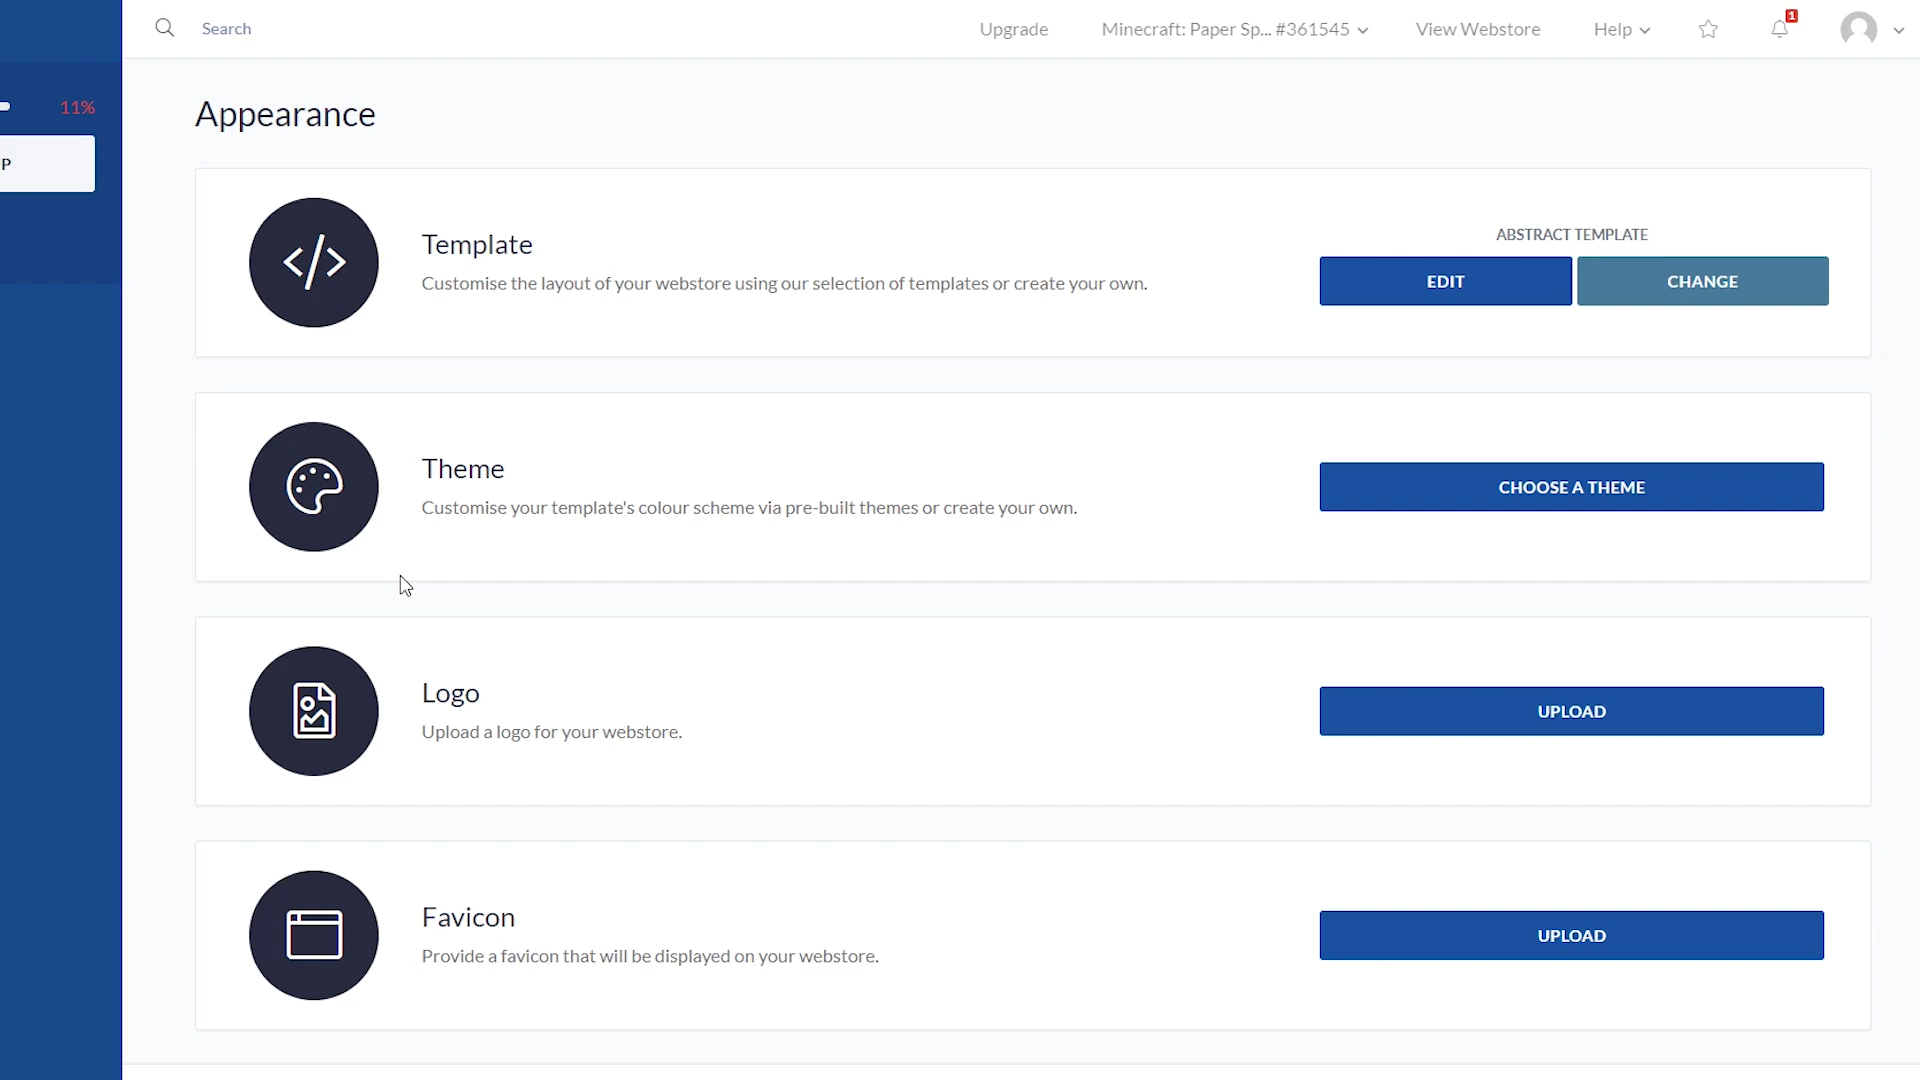 Search
Upgrade
Minecraft: Paper Sp... #361545
View Webstore
Help
1
11%
P
Appearance
Template
Customise the layout of your webstore using our selection of templates or create your own.
ABSTRACT TEMPLATE
EDIT
CHANGE
Theme
Customise your template's colour scheme via pre-built themes or create your own.
CHOOSE A THEME
Logo
Upload a logo for your webstore.
UPLOAD
Favicon
Provide a favicon that will be displayed on your webstore.
UPLOAD